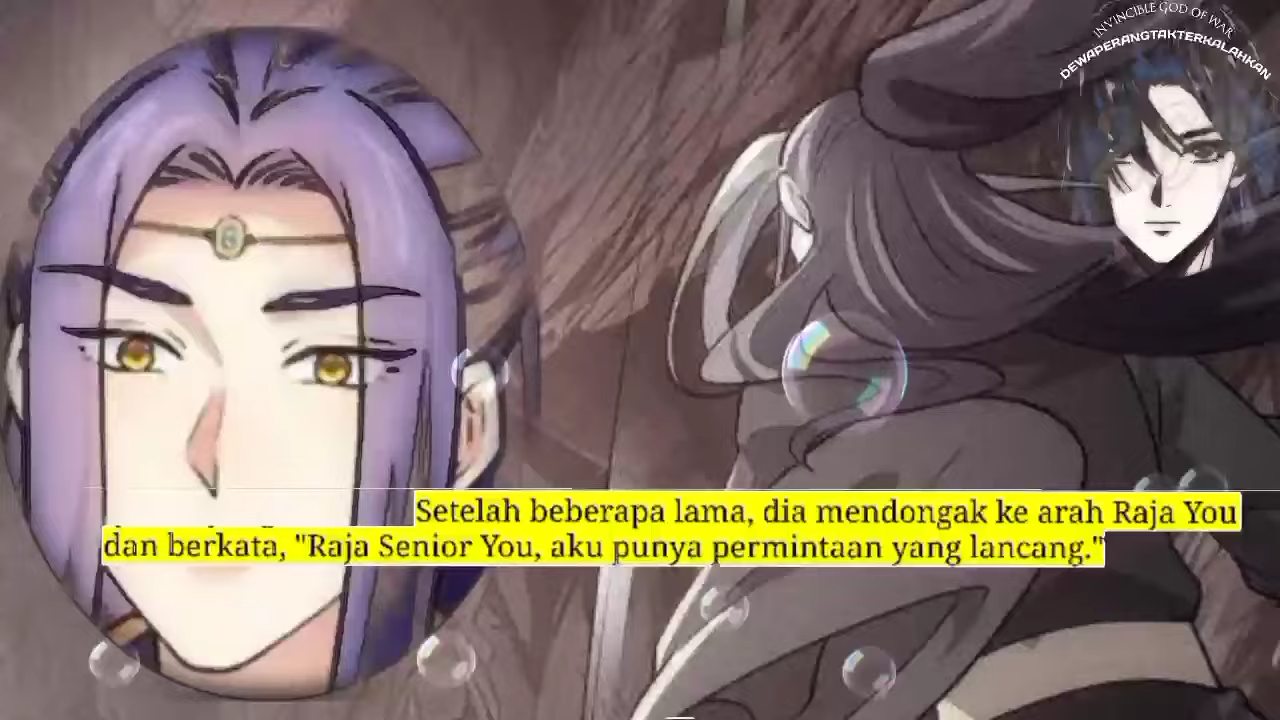 INVINCIBLE GOD OF WAR
DEWAPERANGTAKTERKALAHKAN
Setelah beberapa lama, dia mendongak ke arah Raja You
dan berkata, "Raja Senior You, aku punya permintaan yang lancang."